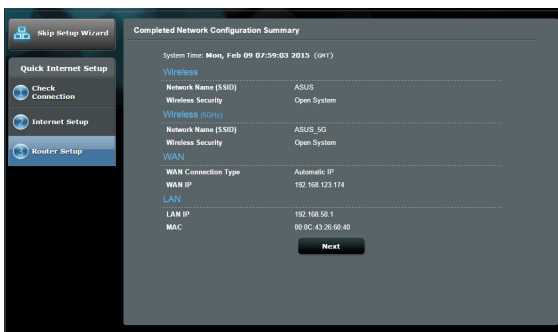 Skip Setup Wizard
Quick Internet Setup
1 Check Connection
2 Internet Setup
3 Router Setup
Completed Network Configuration Summary
System Time: Mon, Feb 09 07:59:03 2015 (GMT)
Wireless
Network Name (SSID) ASUS
Wireless Security Open System
Wireless (5GHz)
Network Name (SSID) ASUS_5G
Wireless Security Open System
WAN
WAN Connection Type Automatic IP
WAN IP 192.168.123.174
LAN
LAN IP 192.168.50.1
MAC 00:0C:43:26:60:40
Next